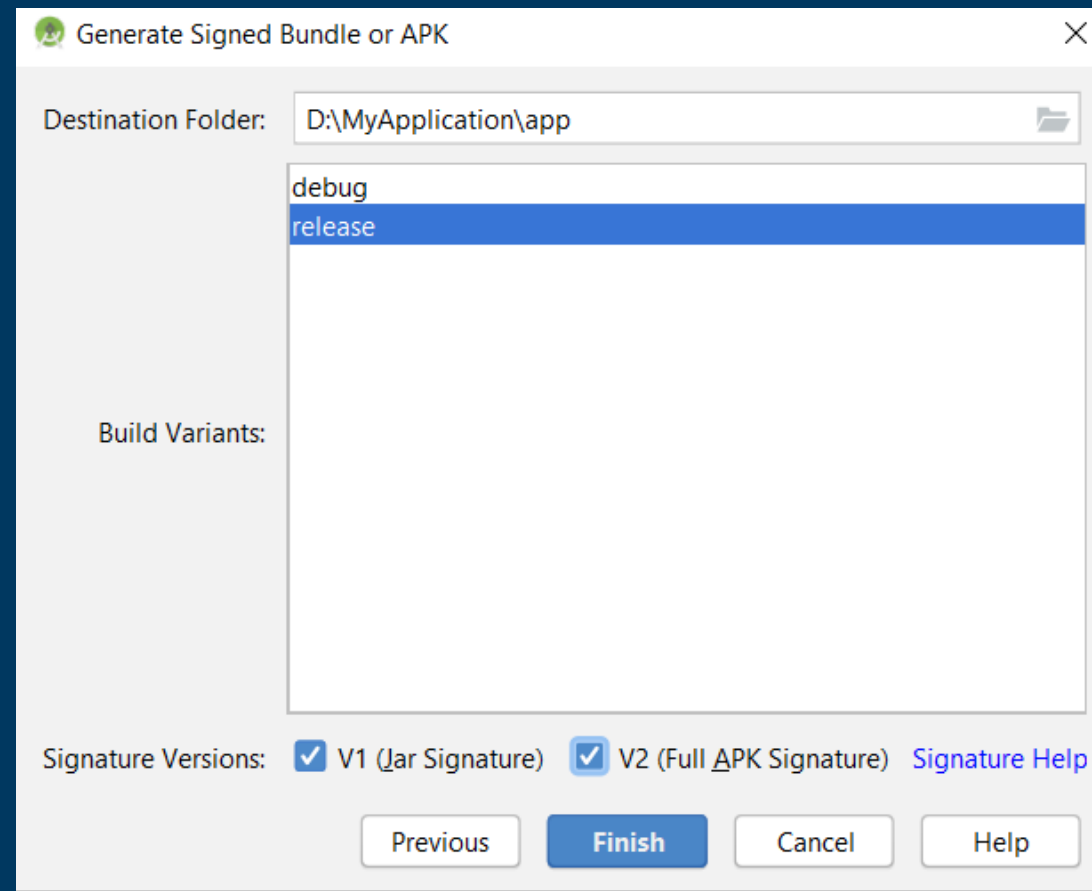 Generate Signed Bundle or APK
Destination Folder: D:\MyApplication\app
debug
release
Build Variants:
Signature Versions: V1 (Jar Signature) V2 (Full APK Signature) Signature Help
Previous Finish Cancel Help